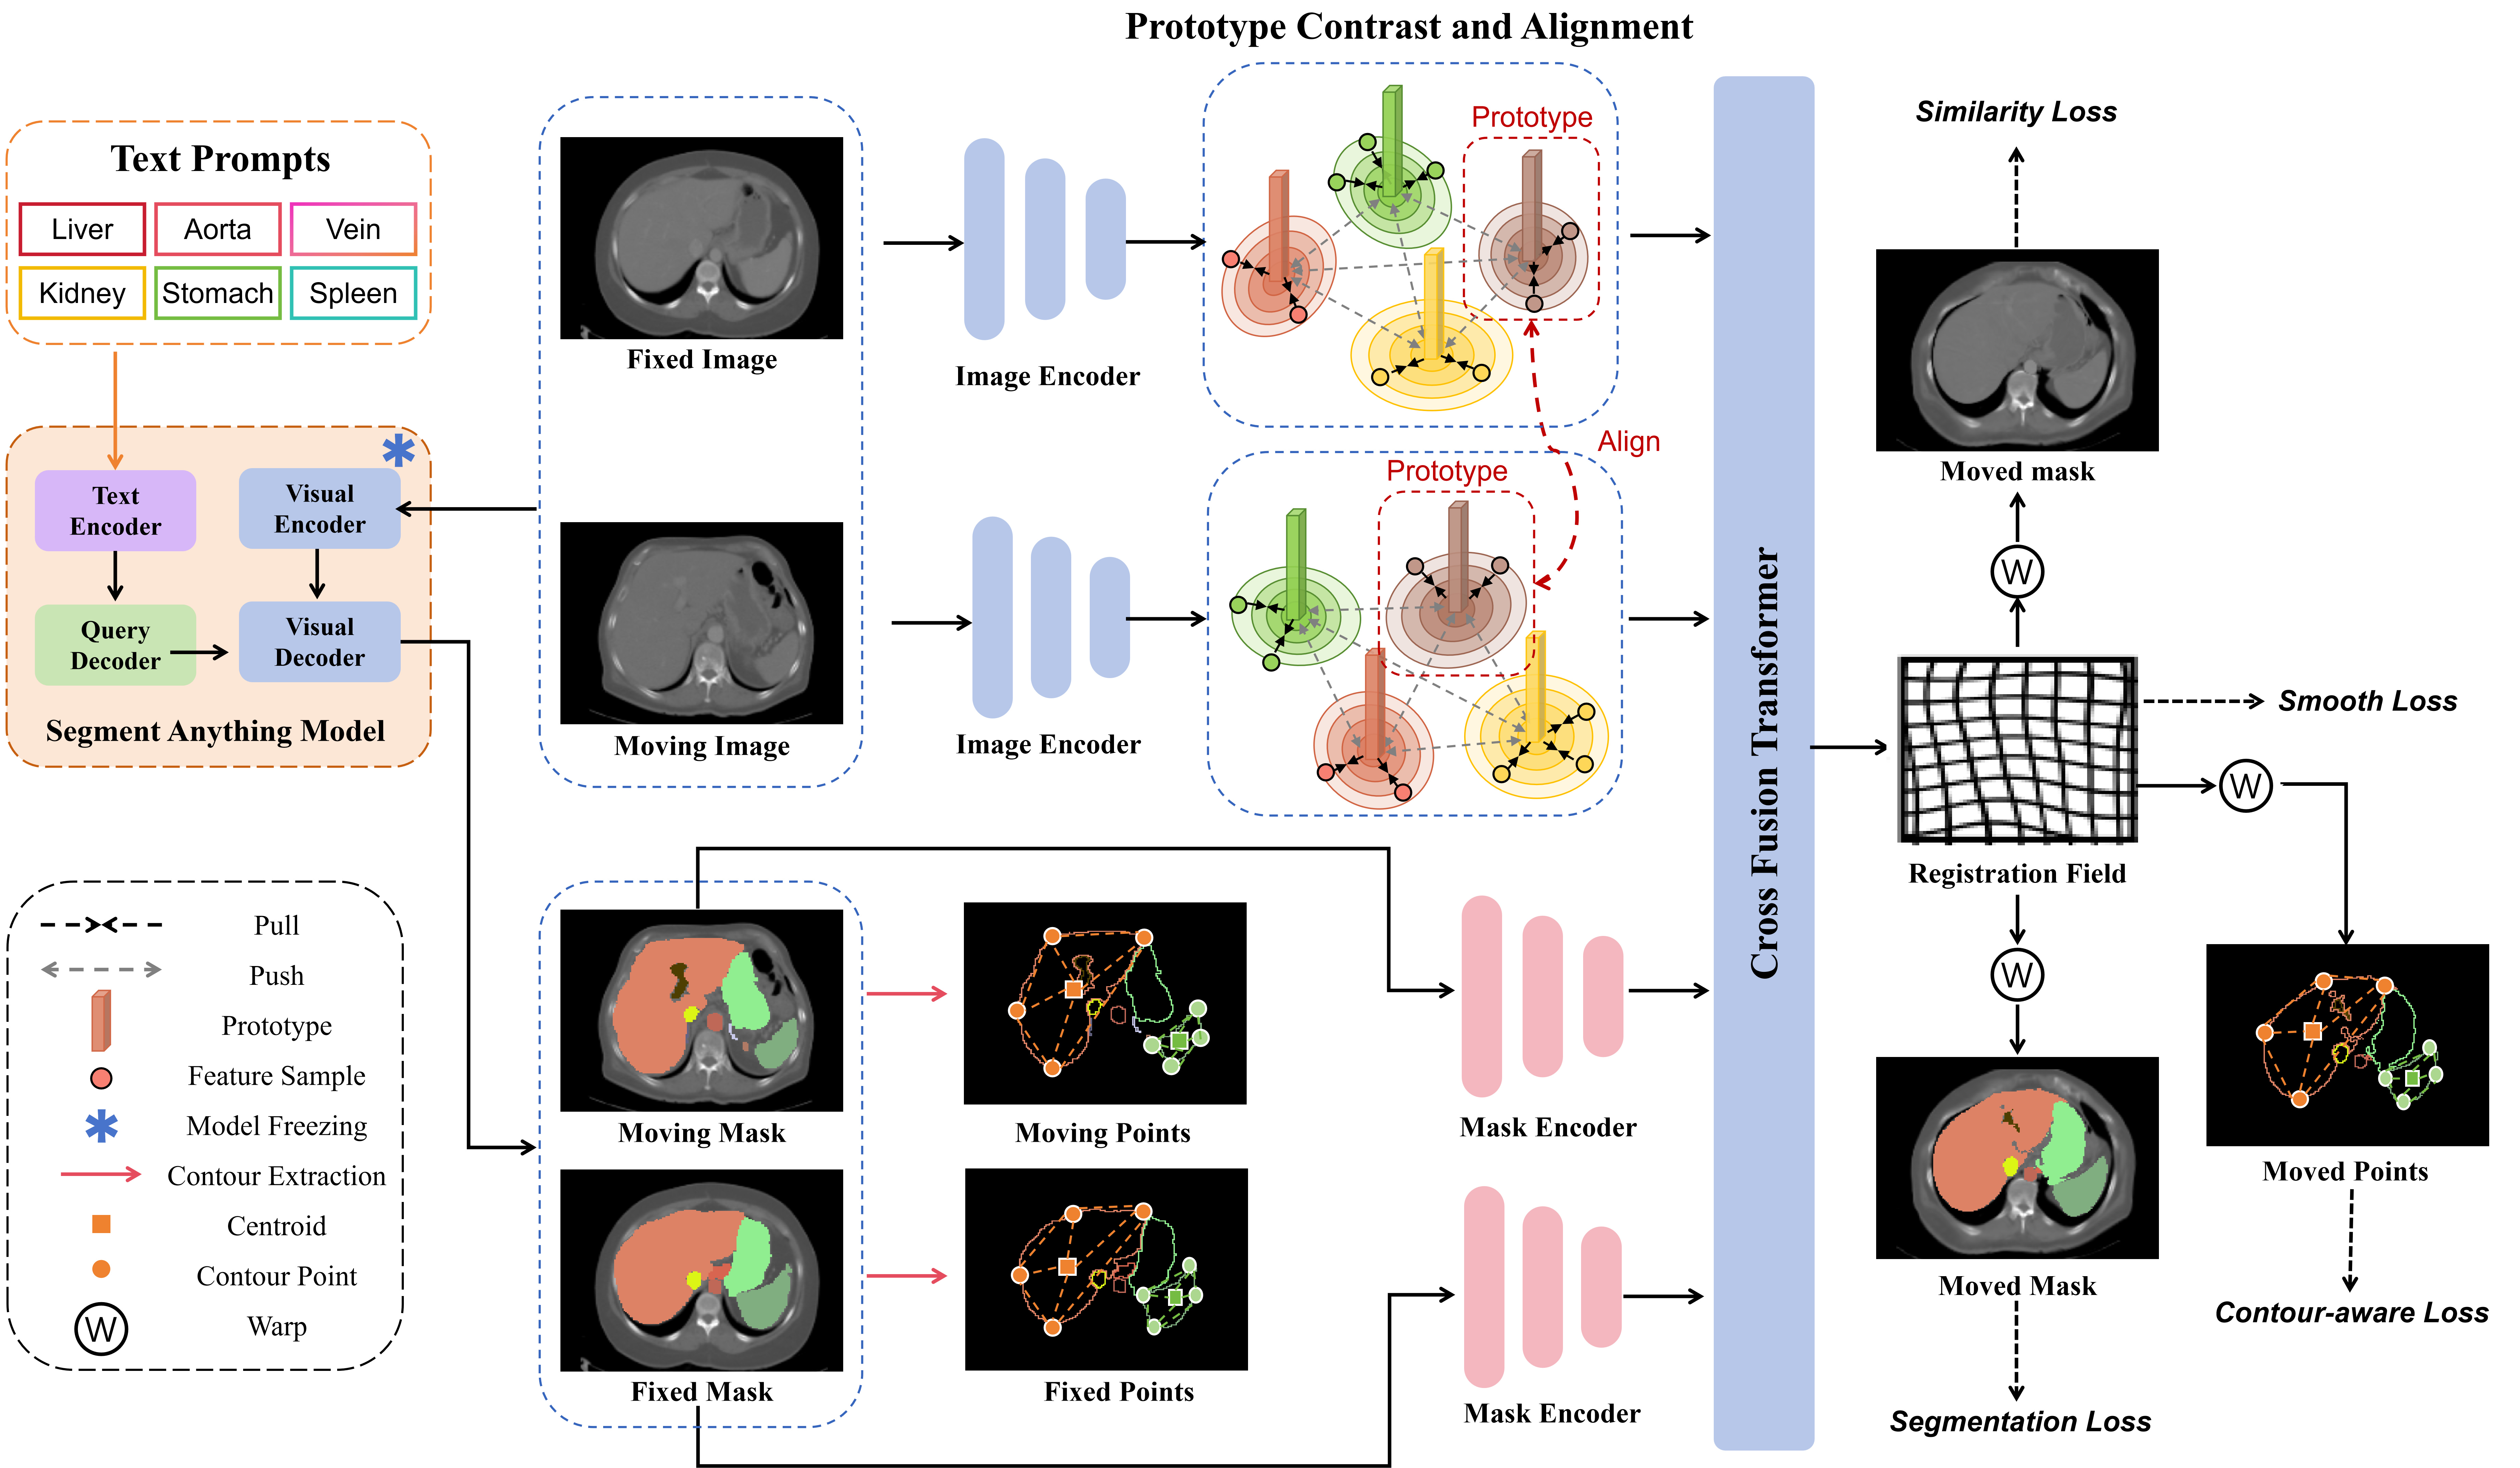 Prototype Contrast and Alignment
Text Prompts
Liver
Aorta
Vein
Kidney
Stomach
Spleen
Text
Encoder
Visual
Encoder
Query
Decoder
Visual
Decoder
Segment Anything Model
Pull
Push
Prototype
Feature Sample
Model Freezing
Contour Extraction
Centroid
Contour Point
W
Warp
Fixed Image
Moving Image
Image Encoder
Image Encoder
Prototype
Prototype
Align
Moving Mask
Fixed Mask
Moving Points
Fixed Points
Mask Encoder
Mask Encoder
Cross Fusion Transformer
Similarity Loss
Moved mask
W
Registration Field
Smooth Loss
W
W
Moved Mask
Segmentation Loss
Moved Points
Contour-aware Loss